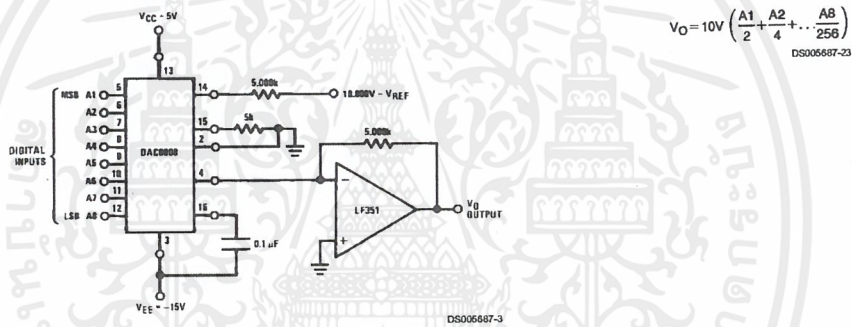 VCC - 5V
13
MSB A1 5
A2 6
A3 7
A4 8
A5 9
A6 10
A7 11
LSB A8 12
DIGITAL
INPUTS
DAC0808
14 5.000k 10.000V - VREF
15 5k
2
4
16
0.1 µF
3
VEE = -15V
5.000k
LF351
VO
OUTPUT
DS005687-3
VO = 10V (A1/2 + A2/4 + ... A8/256)
DS005687-23